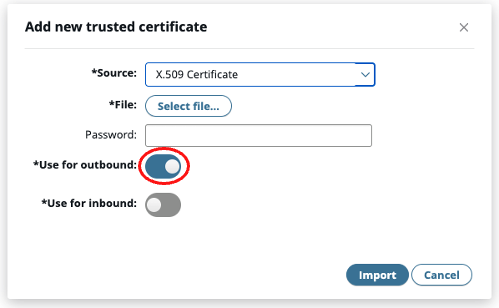 Add new trusted certificate
*Source: X.509 Certificate
*File: Select file...
Password:
*Use for outbound:
*Use for inbound:
Import Cancel